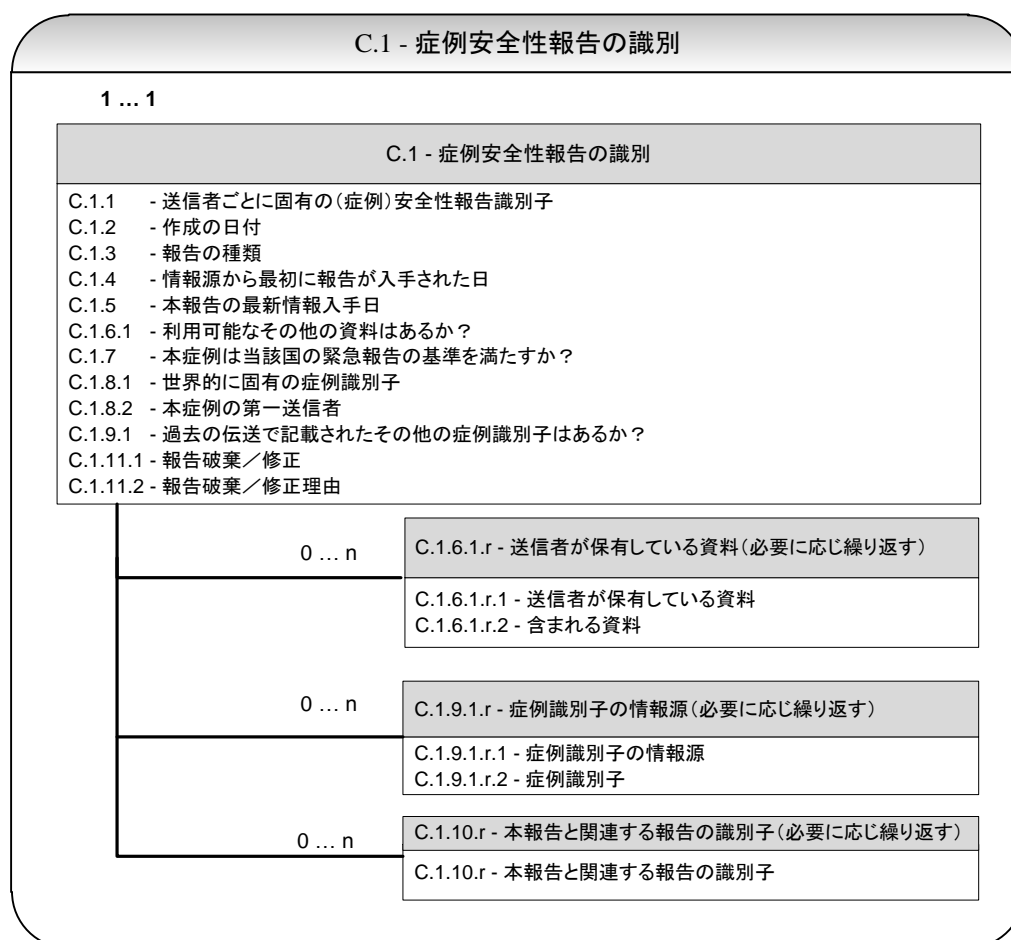 C.1 - 症例安全性報告の識別
1 … 1
C.1 - 症例安全性報告の識別
C.1.1 - 送信者ごとに固有の(症例)安全性報告識別子
C.1.2 - 作成の日付
C.1.3 - 報告の種類
C.1.4 - 情報源から最初に報告が入手された日
C.1.5 - 本報告の最新情報入手日
C.1.6.1 - 利用可能なその他の資料はあるか?
C.1.7 - 本症例は当該国の緊急報告の基準を満たすか?
C.1.8.1 - 世界的に固有の症例識別子
C.1.8.2 - 本症例の第一送信者
C.1.9.1 - 過去の伝送で記載されたその他の症例識別子はあるか?
C.1.11.1 - 報告破棄/修正
C.1.11.2 - 報告破棄/修正理由
0 … n
C.1.6.1.r - 送信者が保有している資料(必要に応じ繰り返す)
C.1.6.1.r.1 - 送信者が保有している資料
C.1.6.1.r.2 - 含まれる資料
0 … n
C.1.9.1.r - 症例識別子の情報源(必要に応じ繰り返す)
C.1.9.1.r.1 - 症例識別子の情報源
C.1.9.1.r.2 - 症例識別子
0 … n
C.1.10.r - 本報告と関連する報告の識別子(必要に応じ繰り返す)
C.1.10.r - 本報告と関連する報告の識別子